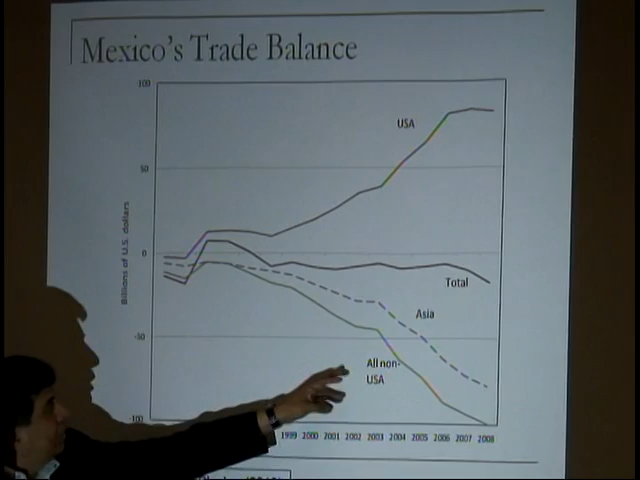 Mexico's Trade Balance
100
USA
50
Billions of U.S. dollars
0
Total
Asia
-50
All non-
USA
-100
1999 2000 2001 2002 2003 2004 2005 2006 2007 2008